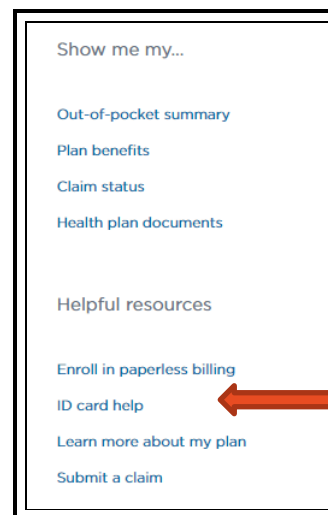 Show me my...
Out-of-pocket summary
Plan benefits
Claim status
Health plan documents
Helpful resources
Enroll in paperless billing
ID card help
Learn more about my plan
Submit a claim